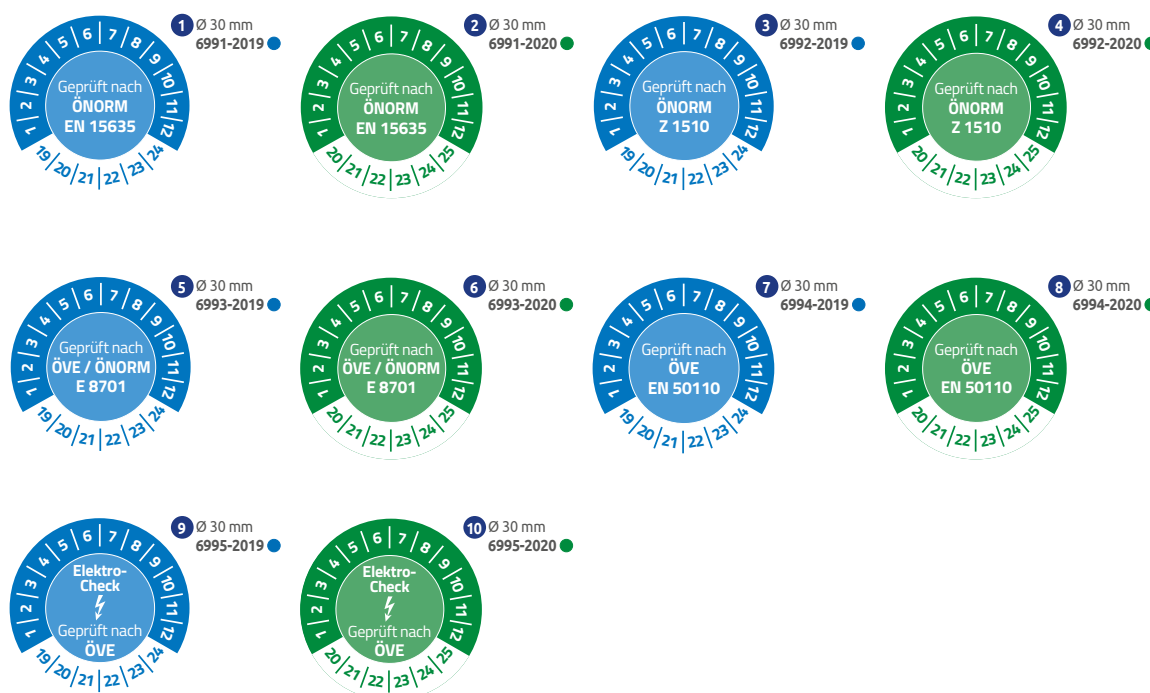 1 Ø 30 mm
6991-2019
1 2 3 4 5 6 7 8 9 10 11 12
Geprüft nach
ÖNORM
EN 15635
19 20 21 22 23 24
2 Ø 30 mm
6991-2020
1 2 3 4 5 6 7 8 9 10 11 12
Geprüft nach
ÖNORM
EN 15635
20 21 22 23 24 25
3 Ø 30 mm
6992-2019
1 2 3 4 5 6 7 8 9 10 11 12
Geprüft nach
ÖNORM
Z 1510
19 20 21 22 23 24
4 Ø 30 mm
6992-2020
1 2 3 4 5 6 7 8 9 10 11 12
Geprüft nach
ÖNORM
Z 1510
20 21 22 23 24 25
5 Ø 30 mm
6993-2019
1 2 3 4 5 6 7 8 9 10 11 12
Geprüft nach
ÖVE / ÖNORM
E 8701
19 20 21 22 23 24
6 Ø 30 mm
6993-2020
1 2 3 4 5 6 7 8 9 10 11 12
Geprüft nach
ÖVE / ÖNORM
E 8701
20 21 22 23 24 25
7 Ø 30 mm
6994-2019
1 2 3 4 5 6 7 8 9 10 11 12
Geprüft nach
ÖVE
EN 50110
19 20 21 22 23 24
8 Ø 30 mm
6994-2020
1 2 3 4 5 6 7 8 9 10 11 12
Geprüft nach
ÖVE
EN 50110
20 21 22 23 24 25
9 Ø 30 mm
6995-2019
1 2 3 4 5 6 7 8 9 10 11 12
Elektro-
Check
Geprüft nach
ÖVE
19 20 21 22 23 24
10 Ø 30 mm
6995-2020
1 2 3 4 5 6 7 8 9 10 11 12
Elektro-
Check
Geprüft nach
ÖVE
20 21 22 23 24 25